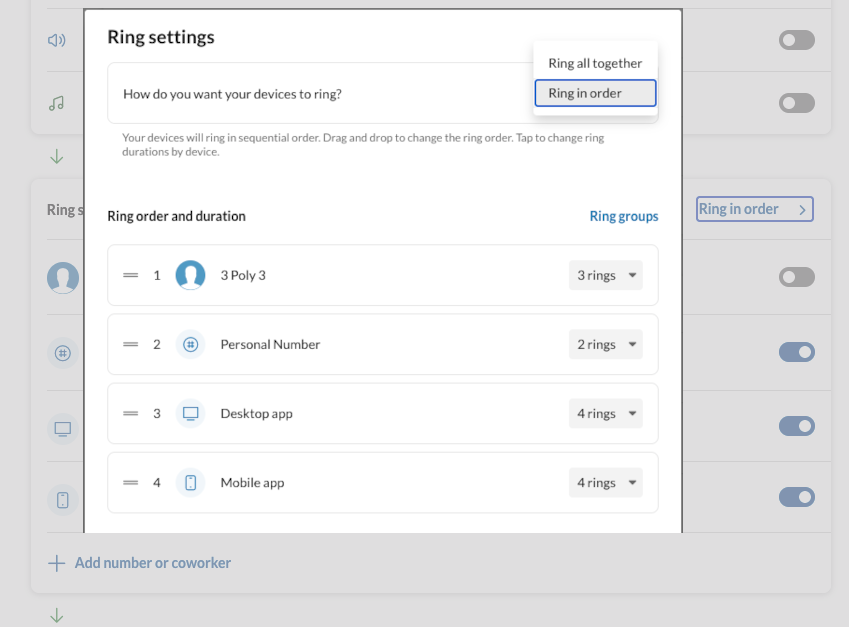 Ring settings
Ring all together
How do you want your devices to ring?
Ring in order
Your devices will ring in sequential order. Drag and drop to change the ring order. Tap to change ring
durations by device.
Ring s
Ring in order
Ring order and duration
Ring groups
1 3 Poly 3 3 rings
2 Personal Number 2 rings
3 Desktop app 4 rings
4 Mobile app 4 rings
Add number or coworker